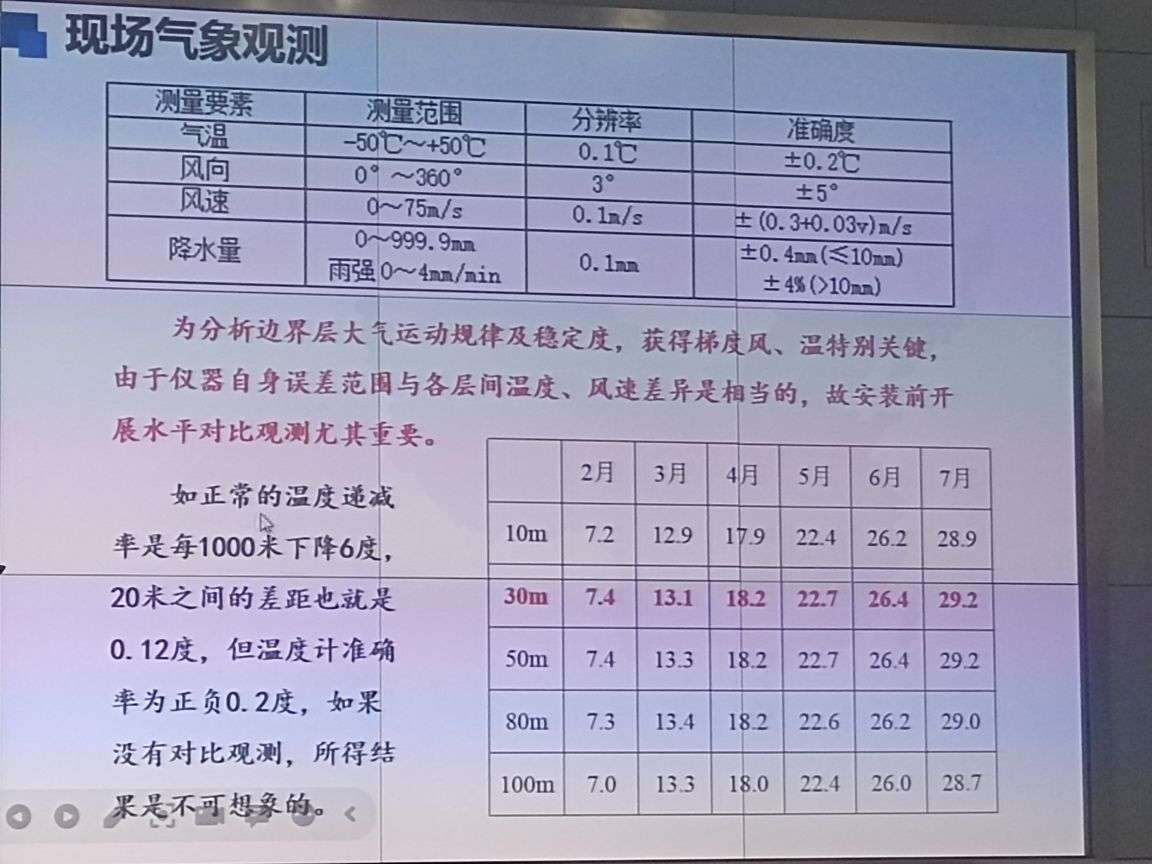 现场气象观测
测量要素 测量范围 分辨率 准确度
气温 -50℃～+50℃ 0.1℃ ±0.2℃
风向 0°～360° 3° ±5°
风速 0～75m/s 0.1m/s ±(0.3+0.03v)m/s
降水量 0～999.9mm 雨强0～4mm/min 0.1mm ±0.4mm(≤10mm) ±4%(>10mm)
为分析边界层大气运动规律及稳定度，获得梯度风、温特别关键，
由于仪器自身误差范围与各层间温度、风速差异是相当的，故安装前开
展水平对比观测尤其重要。
如正常的温度递减
率是每1000米下降6度，
20米之间的差距也就是
0.12度，但温度计准确
率为正负0.2度，如果
没有对比观测，所得结
果是不可想象的。
2月 3月 4月 5月 6月 7月
10m 7.2 12.9 17.9 22.4 26.2 28.9
30m 7.4 13.1 18.2 22.7 26.4 29.2
50m 7.4 13.3 18.2 22.7 26.4 29.2
80m 7.3 13.4 18.2 22.6 26.2 29.0
100m 7.0 13.3 18.0 22.4 26.0 28.7